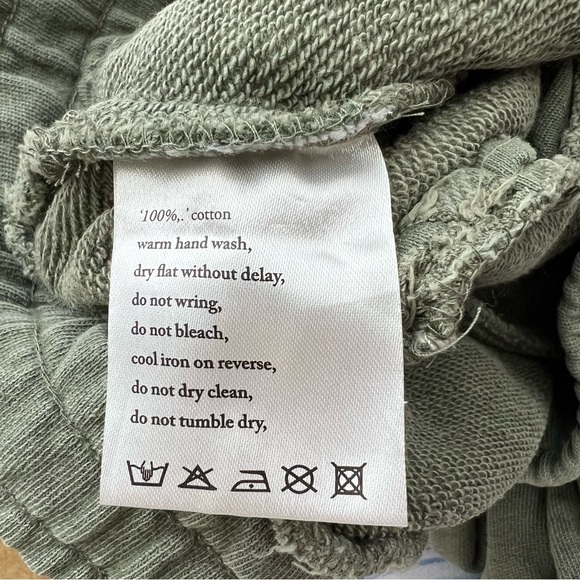 '100%,.' cotton
warm hand wash,
dry flat without delay,
do not wring,
do not bleach,
cool iron on reverse,
do not dry clean,
do not tumble dry,